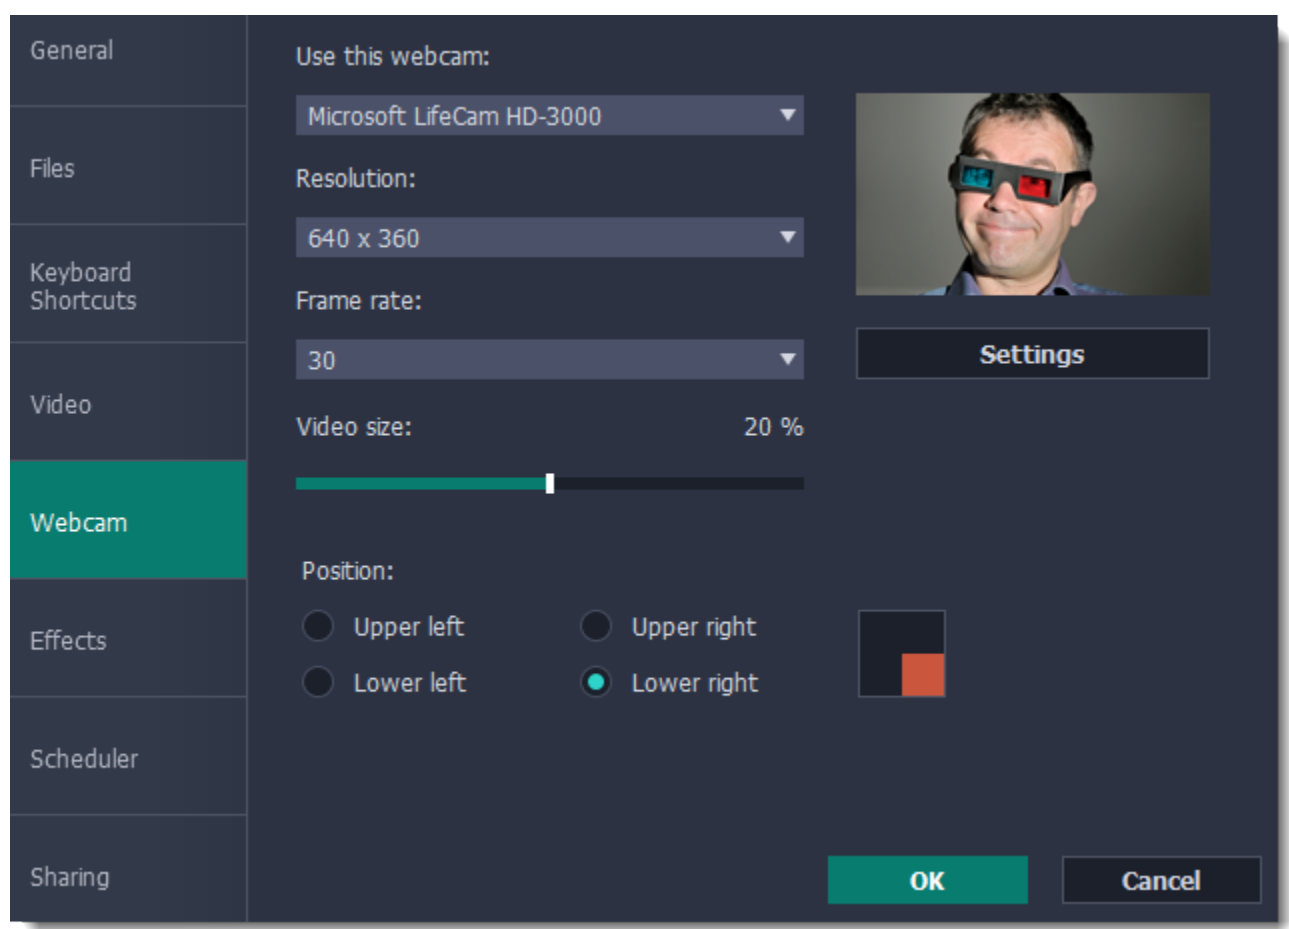 General
Files
Keyboard
Shortcuts
Video
Webcam
Effects
Scheduler
Sharing
Use this webcam:
Microsoft LifeCam HD-3000
Resolution:
640 x 360
Frame rate:
30
Video size: 20 %
Settings
Position:
Upper left Upper right
Lower left Lower right
OK Cancel